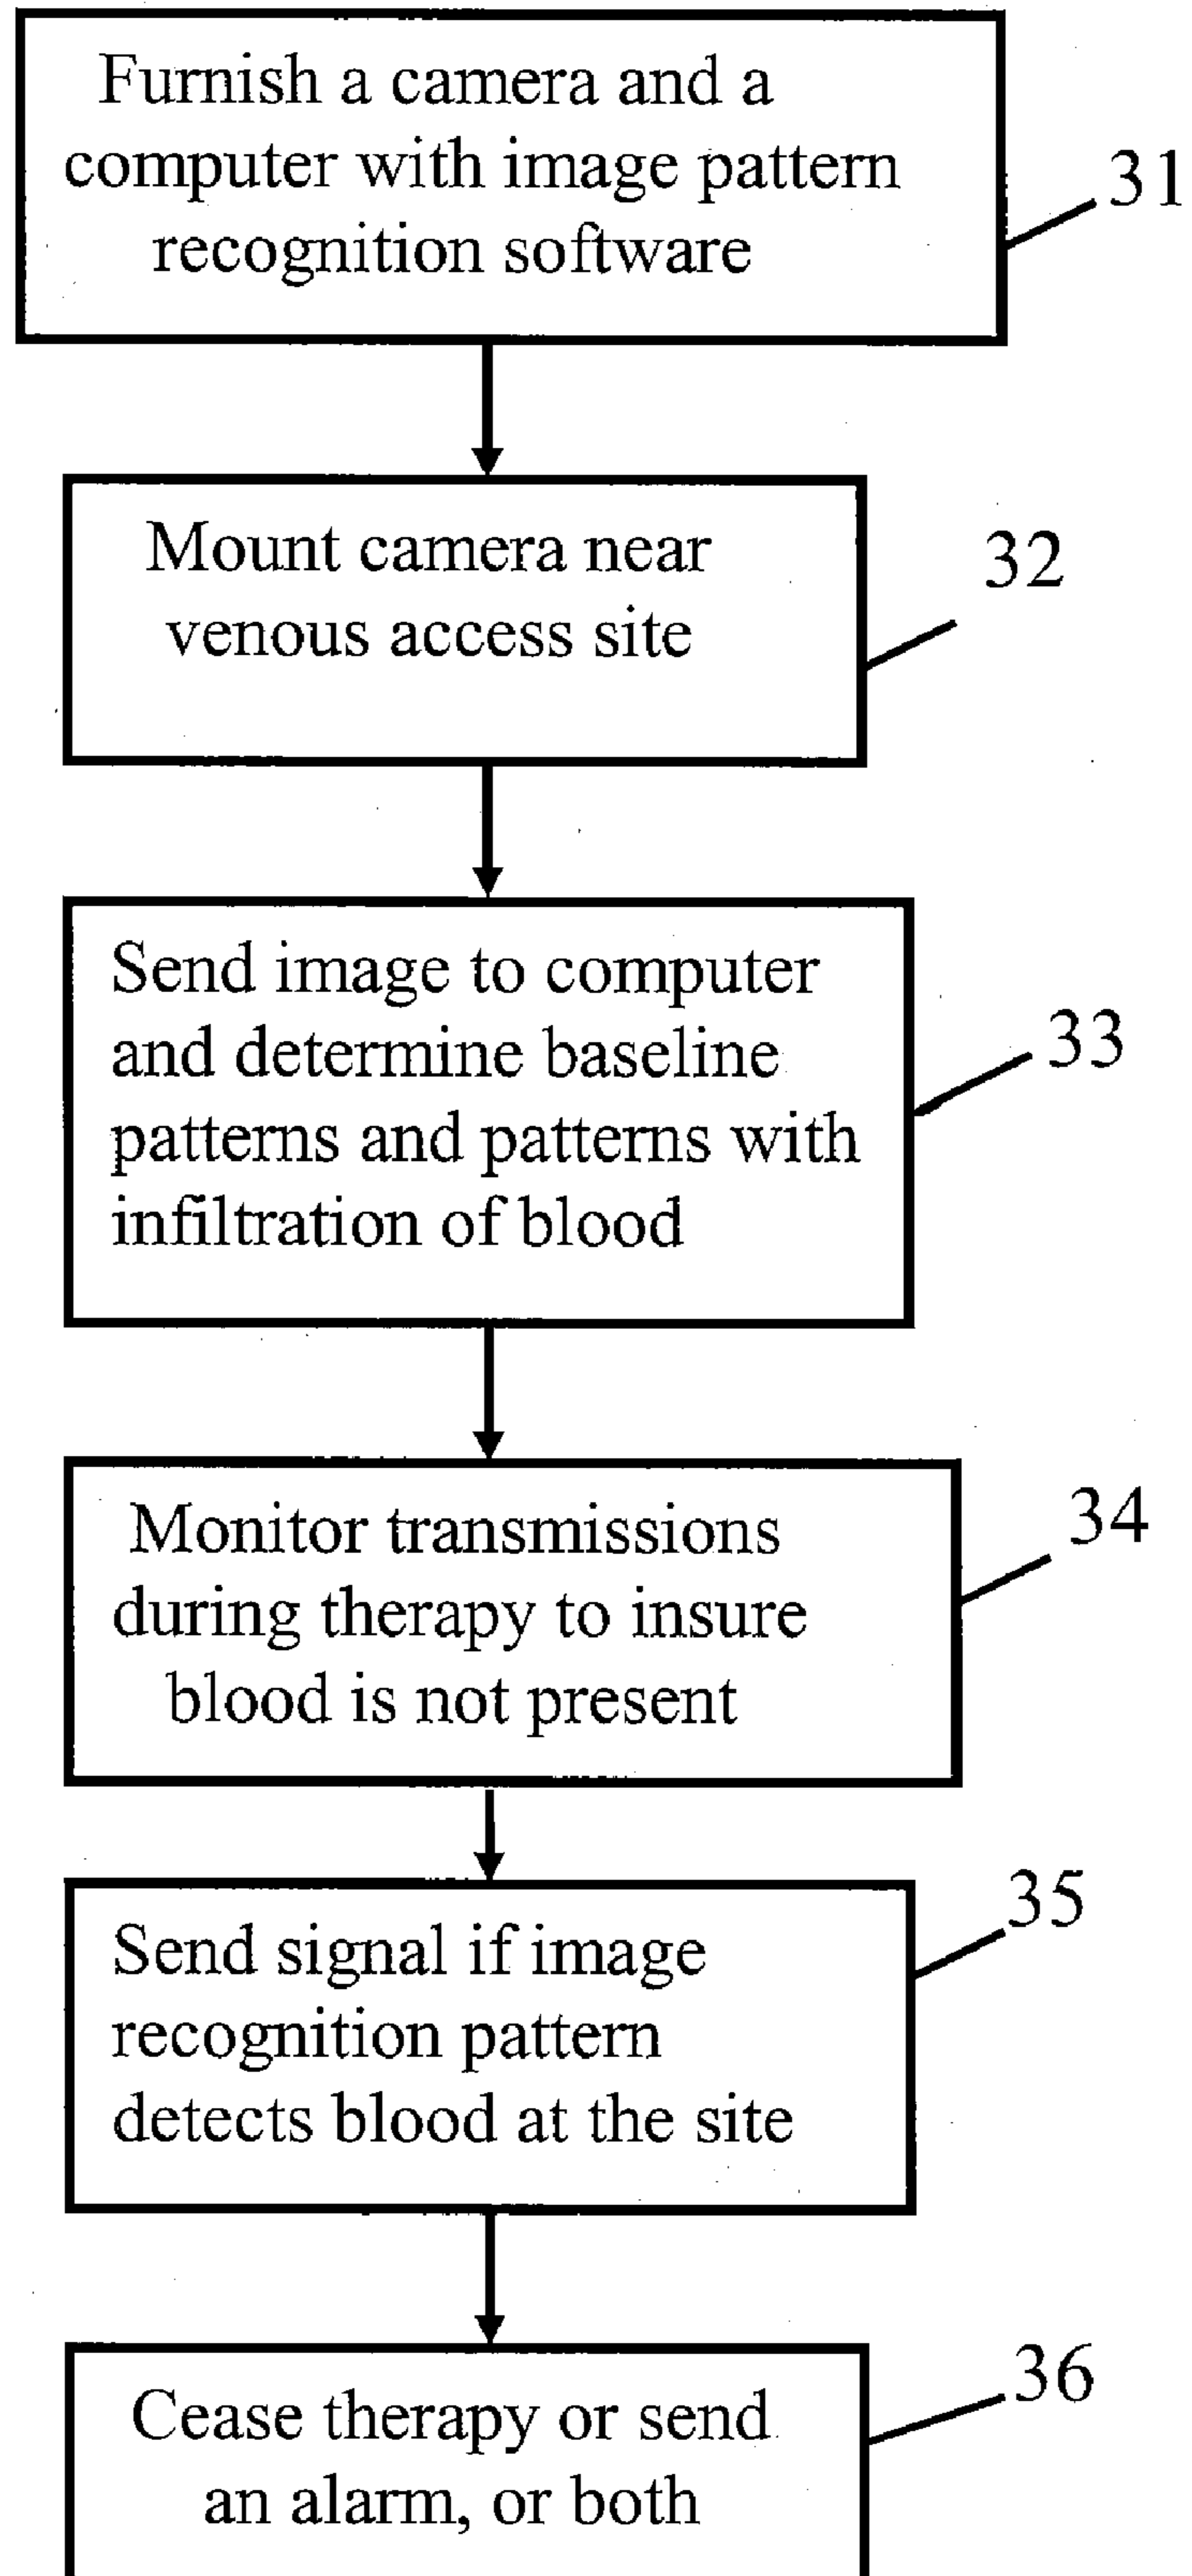 Furnish a camera and a
computer with image pattern
recognition software
31
Mount camera near
venous access site
32
Send image to computer
and determine baseline
patterns and patterns with
infiltration of blood
33
Monitor transmissions
during therapy to insure
blood is not present
34
Send signal if image
recognition pattern
detects blood at the site
35
Cease therapy or send
an alarm, or both
36